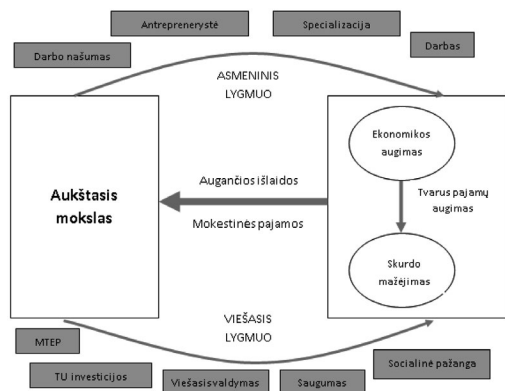 Antreprenerystė
Specializacija
Darbo našumas
Darbas
ASMENINIS
LYGMUO
Ekonomikos
augimas
Aukštasis
mokslas
Augančios išlaidos
Mokestinės pajamos
Tvarus pajamų
augimas
Skurdo
mažėjimas
VIEŠASIS
LYGMUO
MTEP
TU investicijos
Viešasisvaldymas
Saugumas
Socialinė pažanga